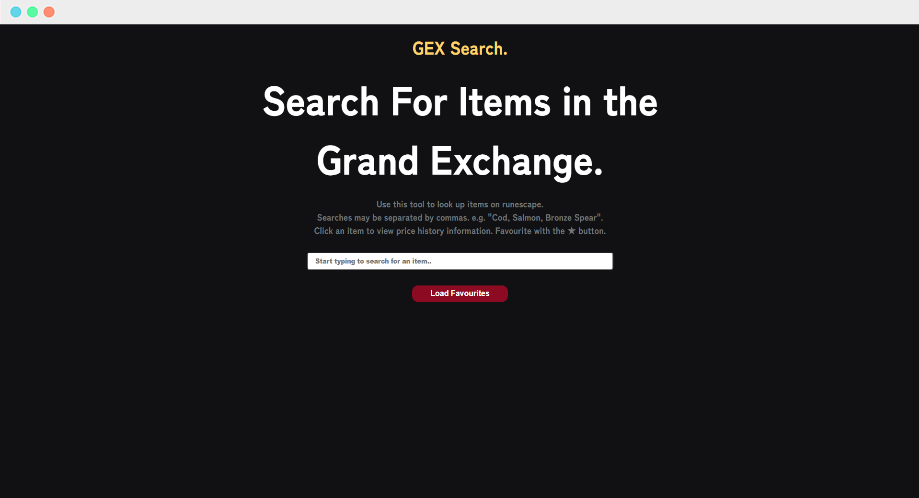 GEX Search.
Search For Items in the
Grand Exchange.
Use this tool to look up items on runescape.
Searches may be separated by commas. e.g. "Cod, Salmon, Bronze Spear".
Click an item to view price history information. Favourite with the ★ button.
Start typing to search for an item..
Load Favourites